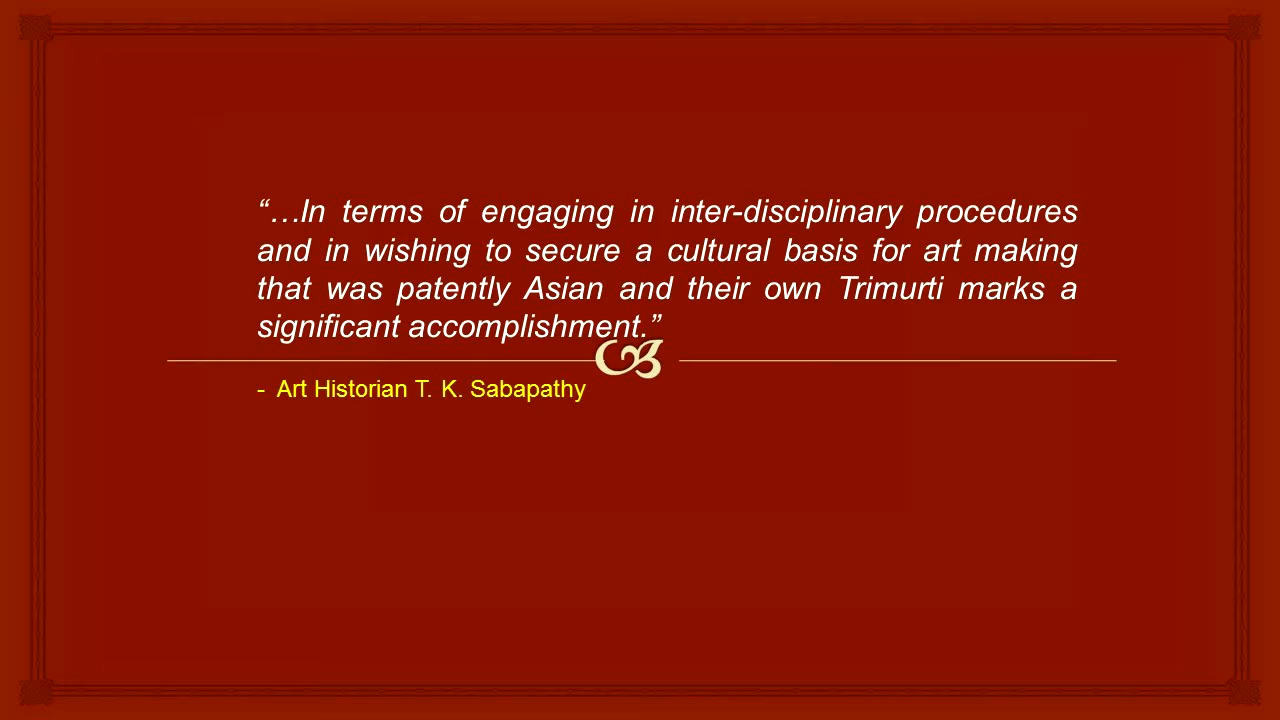 “…In terms of engaging in inter-disciplinary procedures
and in wishing to secure a cultural basis for art making
that was patently Asian and their own Trimurti marks a
significant accomplishment.”
- Art Historian T. K. Sabapathy